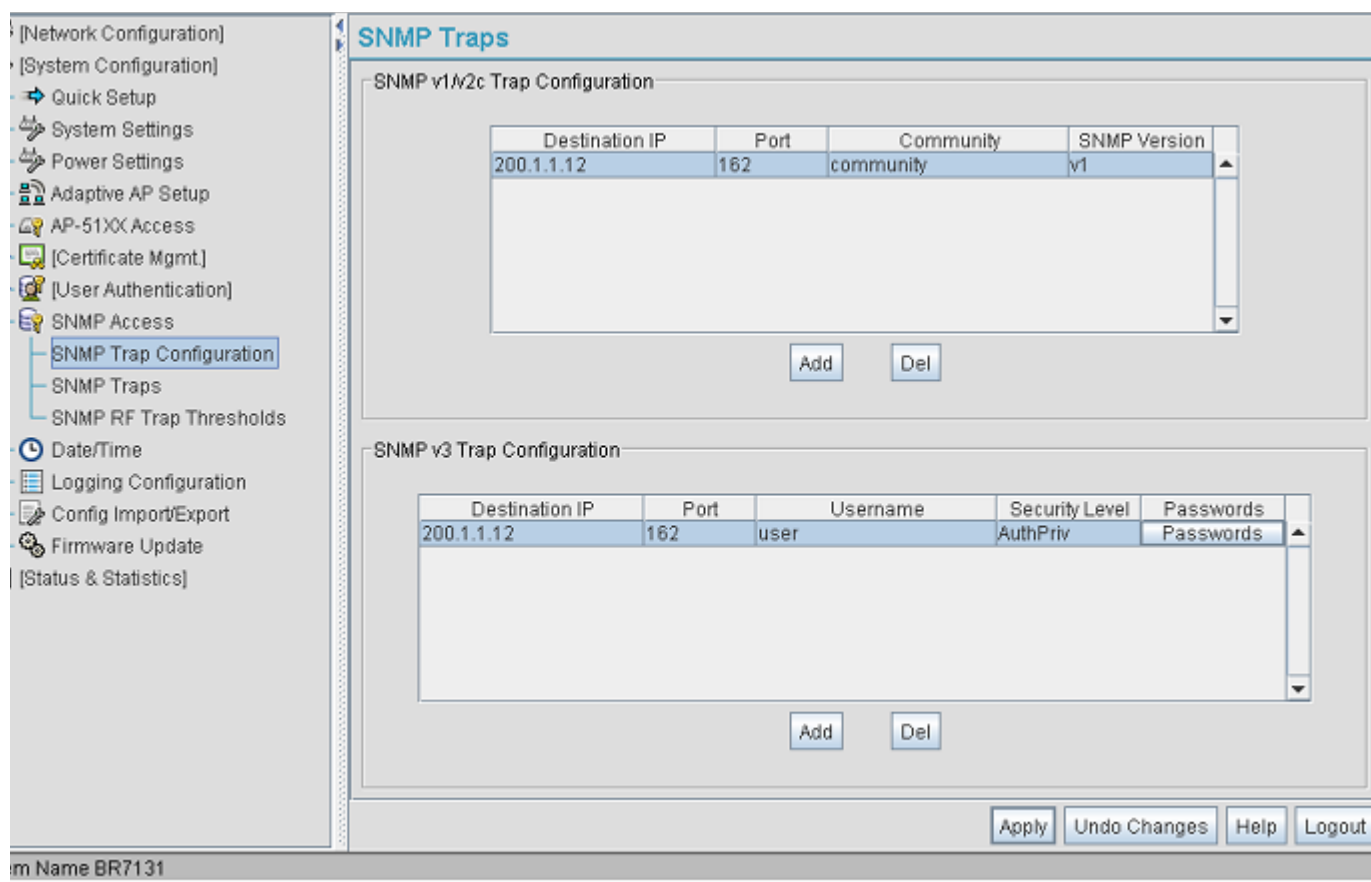 [Network Configuration]
[System Configuration]
Quick Setup
System Settings
Power Settings
Adaptive AP Setup
AP-51XX Access
[Certificate Mgmt.]
[User Authentication]
SNMP Access
SNMP Trap Configuration
SNMP Traps
SNMP RF Trap Thresholds
Date/Time
Logging Configuration
Config Import/Export
Firmware Update
[Status & Statistics]
SNMP Traps
SNMP v1/v2c Trap Configuration
Destination IP Port Community SNMP Version
200.1.1.12 162 community v1
Add Del
SNMP v3 Trap Configuration
Destination IP Port Username Security Level Passwords
200.1.1.12 162 user AuthPriv Passwords
Add Del
Apply Undo Changes Help Logout
em Name BR7131